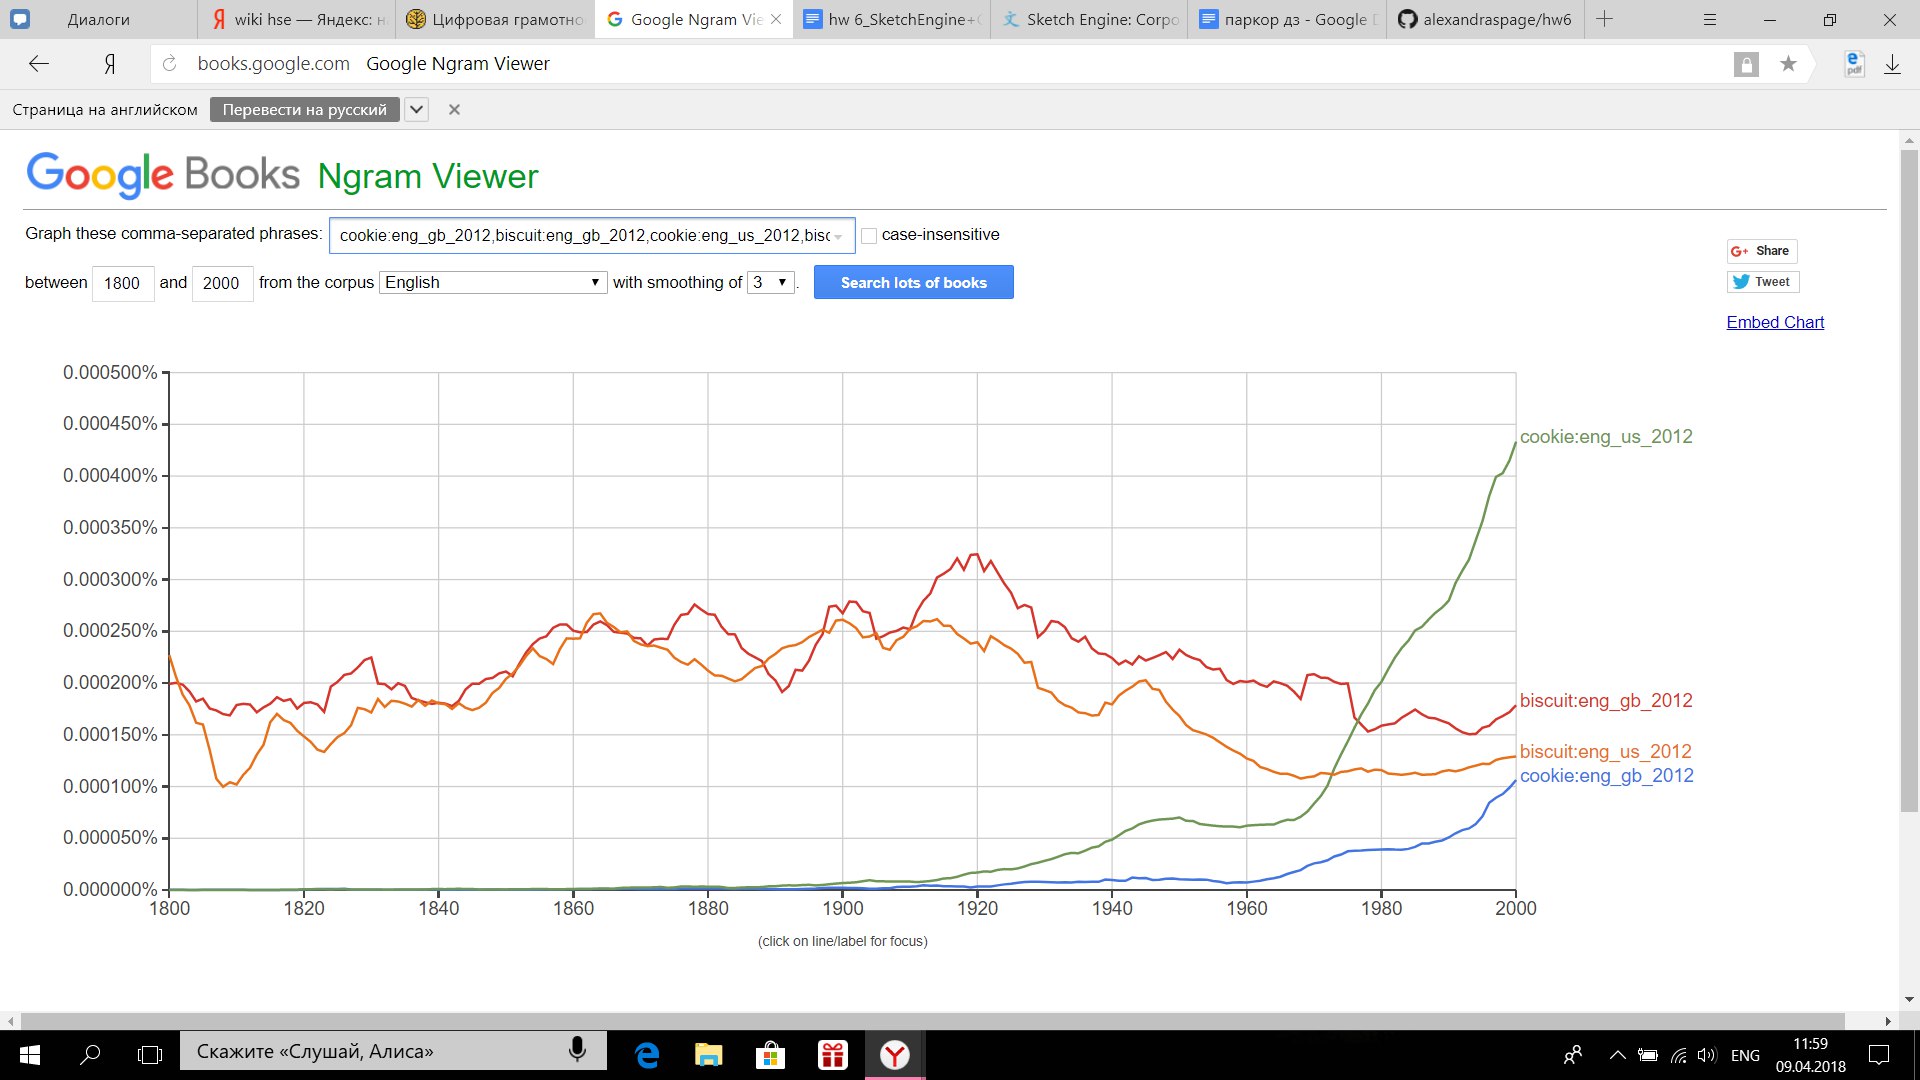 Диалоги
wiki hse — Яндекс: н
Цифровая грамотно
Google Ngram Vie
hw 6_SketchEngine+
Sketch Engine: Corpo
паркор дз - Google D
alexandraspage/hw6
books.google.com Google Ngram Viewer
Страница на английском Перевести на русский
Google Books Ngram Viewer
Graph these comma-separated phrases: cookie:eng_gb_2012,biscuit:eng_gb_2012,cookie:eng_us_2012,bisc case-insensitive
between 1800 and 2000 from the corpus English with smoothing of 3 . Search lots of books
G+ Share
Tweet
Embed Chart
0.000500%
0.000450%
0.000400%
0.000350%
0.000300%
0.000250%
0.000200%
0.000150%
0.000100%
0.000050%
0.000000%
cookie:eng_us_2012
biscuit:eng_gb_2012
biscuit:eng_us_2012
cookie:eng_gb_2012
1800 1820 1840 1860 1880 1900 1920 1940 1960 1980 2000
(click on line/label for focus)
Скажите «Слушай, Алиса»
ENG
11:59
09.04.2018